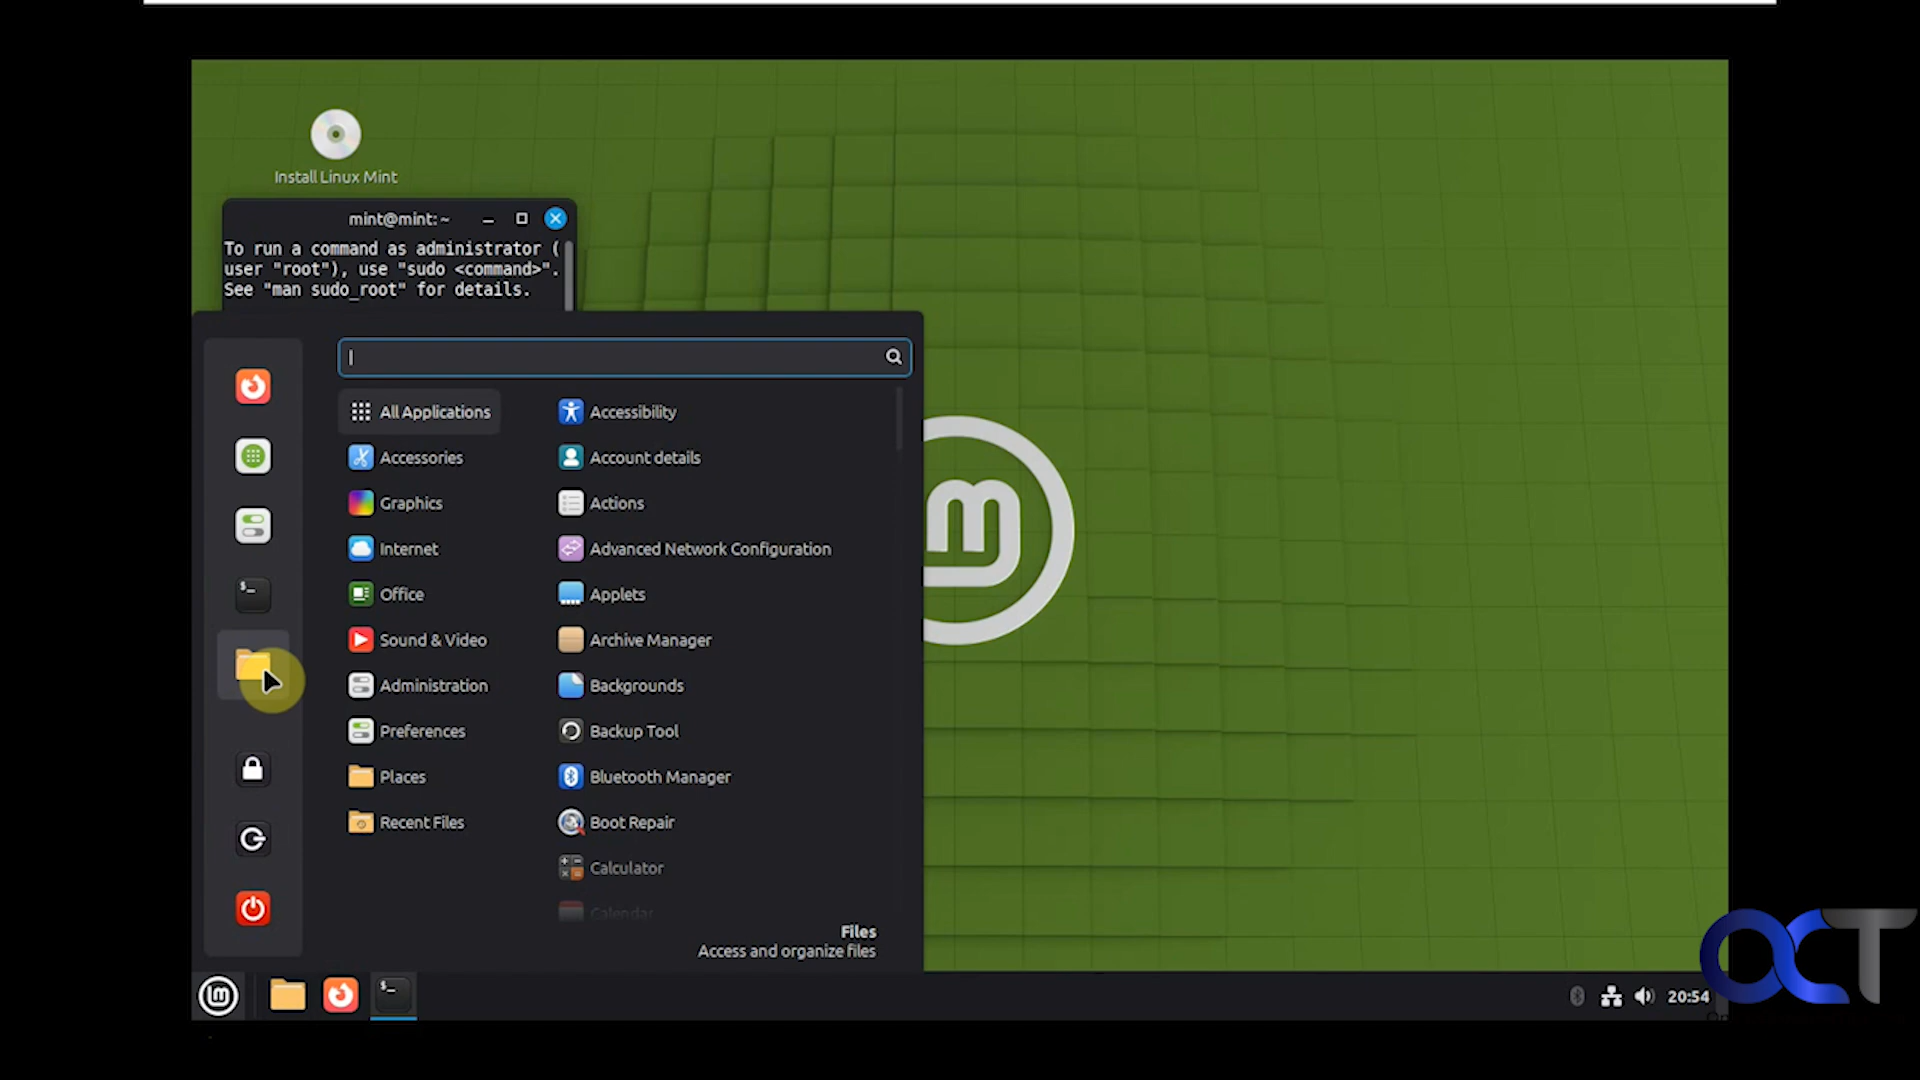 Install Linux Mint
mint@mint: ~
To run a command as administrator (
user "root"), use "sudo <command>".
See "man sudo_root" for details.
All Applications
Accessories
Graphics
Internet
Office
Sound & Video
Administration
Preferences
Places
Recent Files
Accessibility
Account details
Actions
Advanced Network Configuration
Applets
Archive Manager
Backgrounds
Backup Tool
Bluetooth Manager
Boot Repair
Calculator
Calendar
Files
Access and organize files
20:54
OCT